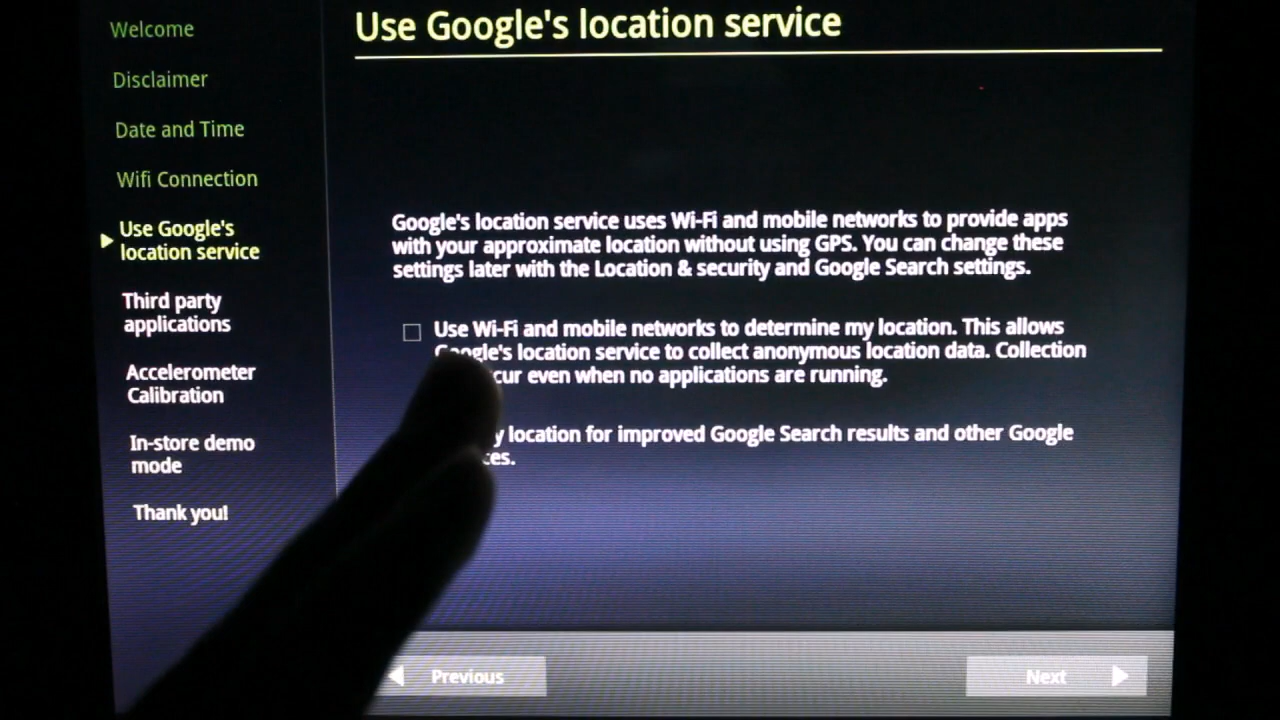 Welcome
Disclaimer
Date and Time
Wifi Connection
Use Google's
location service
Third party
applications
Accelerometer
Calibration
In-store demo
mode
Thank you!
Use Google's location service
Google's location service uses Wi-Fi and mobile networks to provide apps
with your approximate location without using GPS. You can change these
settings later with the Location & security and Google Search settings.
Use Wi-Fi and mobile networks to determine my location. This allows
Google's location service to collect anonymous location data. Collection
even when no applications are running.
location for improved Google Search results and other Google
Previous
Next